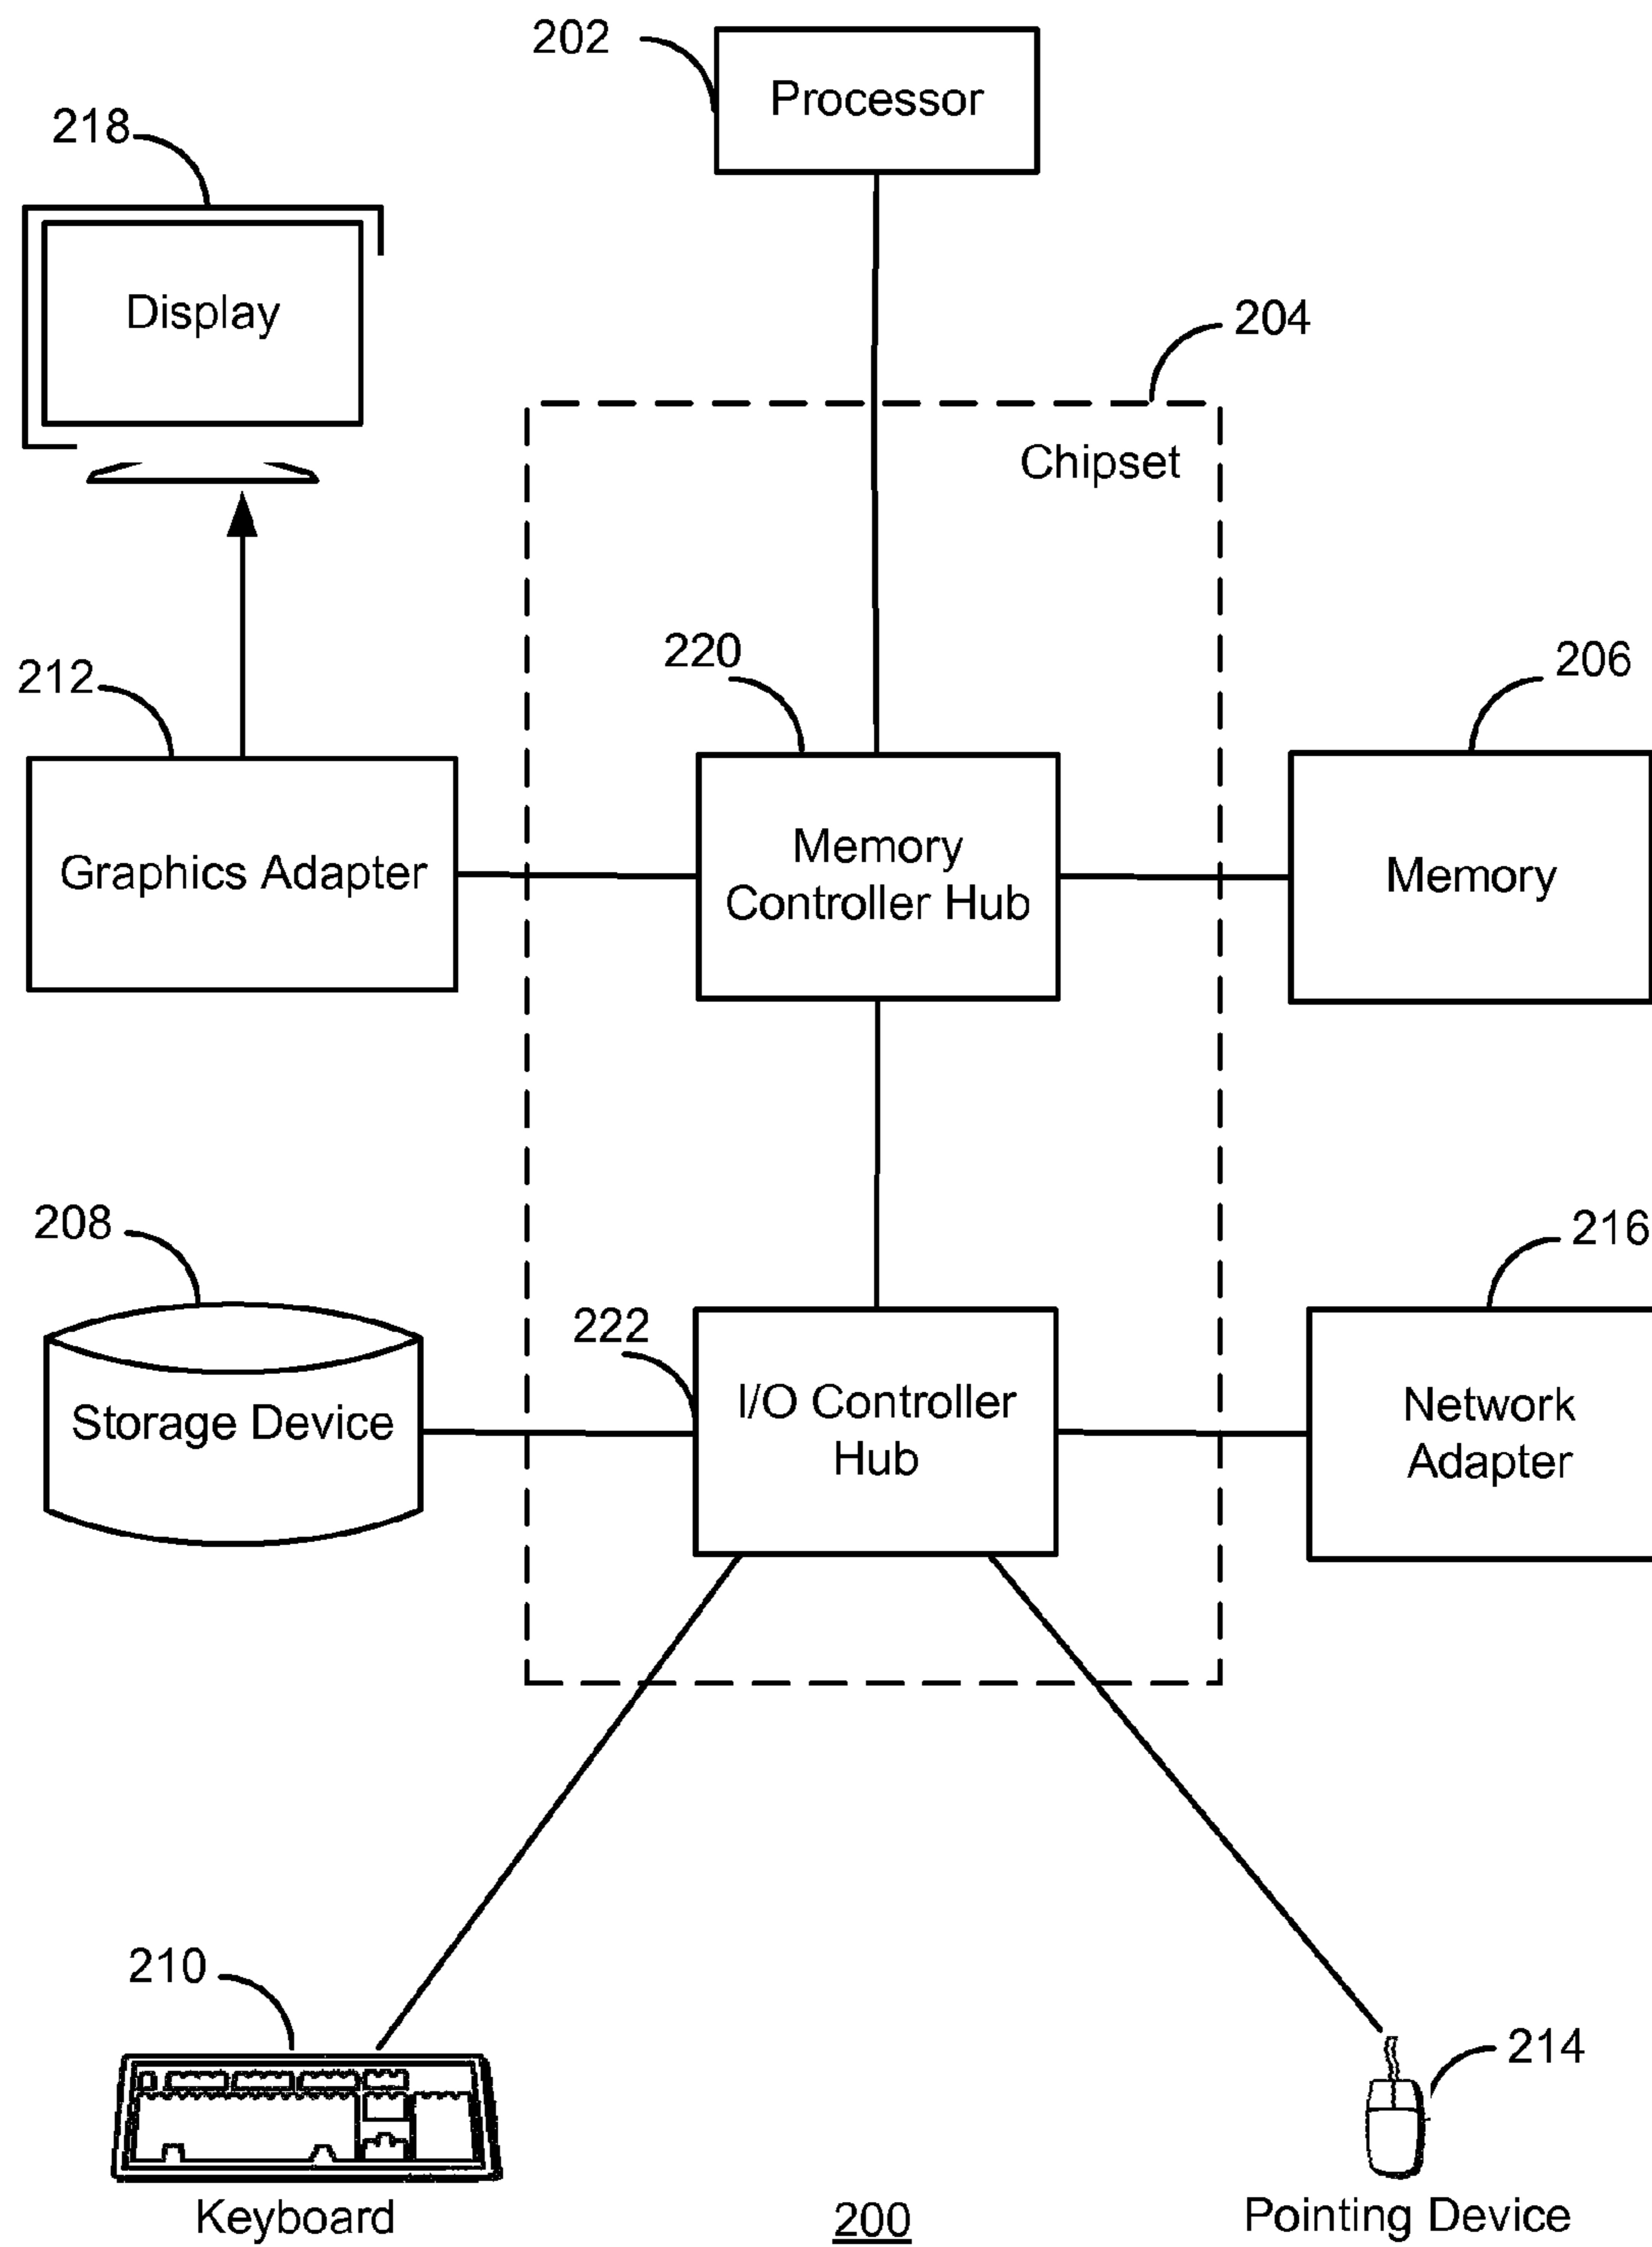 202
Processor
218
Display
204
Chipset
212
220
206
Graphics Adapter
Memory
Controller Hub
Memory
208
216
222
Storage Device
I/O Controller
Hub
Network
Adapter
210
214
Keyboard
200
Pointing Device